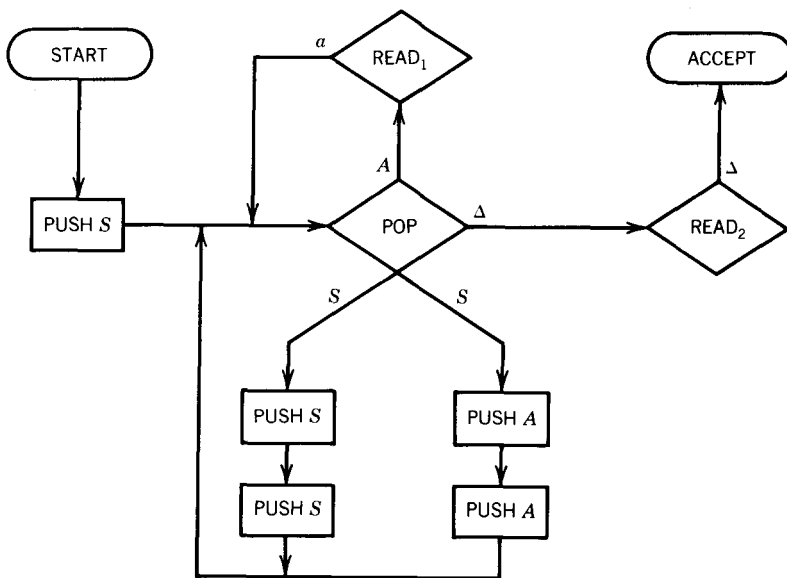 START
a
READ₁
ACCEPT
A
Δ
PUSH S
POP
Δ
READ₂
S
S
PUSH S
PUSH A
PUSH S
PUSH A